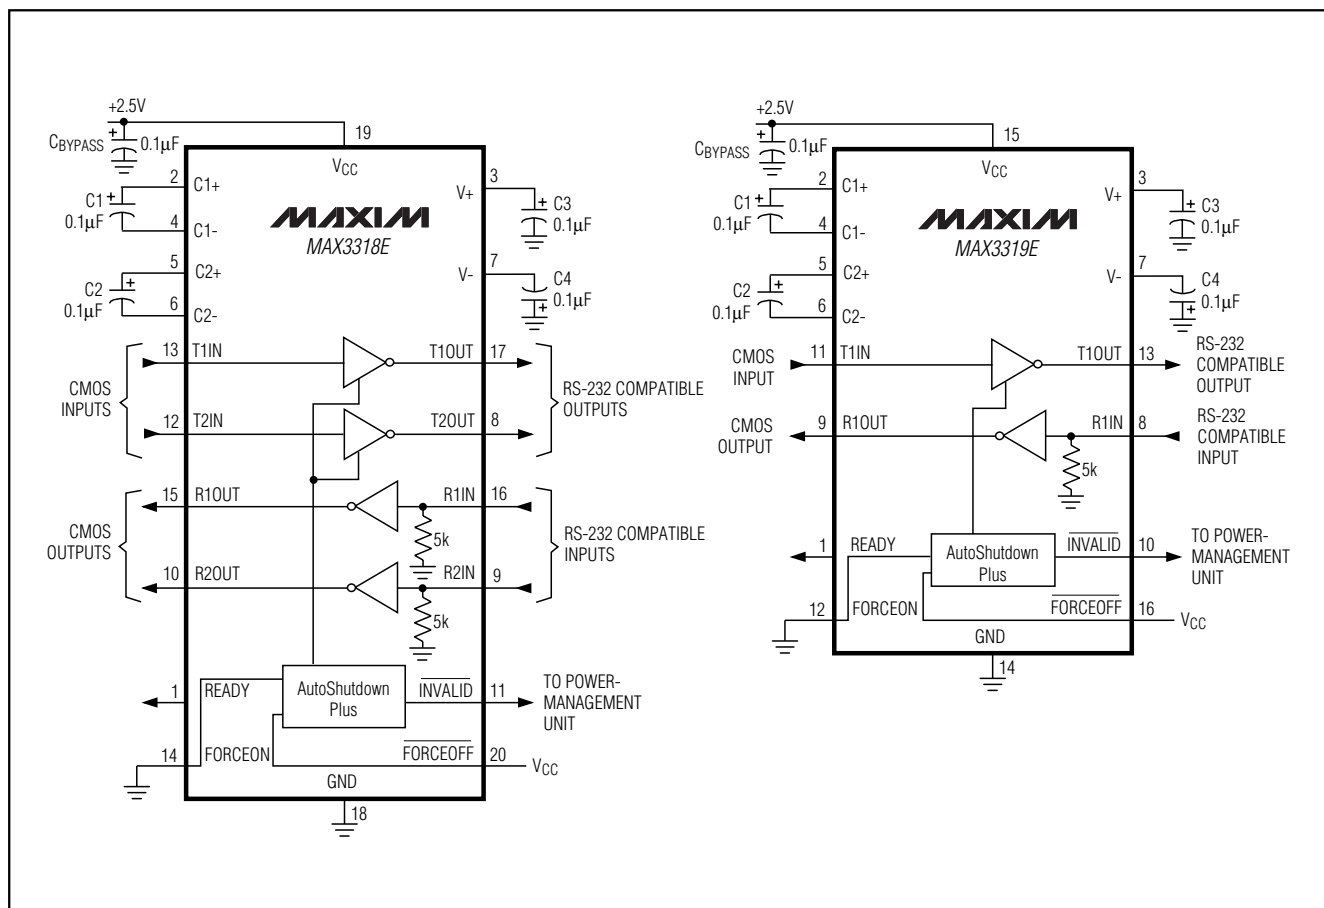 +2.5V
19
CBYPASS
0.1µF
VCC
2
C1+
C1
0.1µF
4
C1-
5
C2+
C2
0.1µF
6
C2-
MAXIM
MAX3318E
3
V+
C3
0.1µF
7
V-
C4
0.1µF
CMOS
INPUTS
13
T1IN
T1OUT
17
12
T2IN
T2OUT
8
RS-232 COMPATIBLE
OUTPUTS
CMOS
OUTPUTS
15
R1OUT
R1IN
16
5k
10
R2OUT
R2IN
9
5k
RS-232 COMPATIBLE
INPUTS
1
READY
AutoShutdown
Plus
INVALID
11
TO POWER-
MANAGEMENT
UNIT
14
FORCEON
FORCEOFF
20
VCC
GND
18
+2.5V
15
CBYPASS
0.1µF
VCC
2
C1+
C1
0.1µF
4
C1-
5
C2+
C2
0.1µF
6
C2-
MAXIM
MAX3319E
3
V+
C3
0.1µF
7
V-
C4
0.1µF
CMOS
INPUT
11
T1IN
T1OUT
13
RS-232
COMPATIBLE
OUTPUT
CMOS
OUTPUT
9
R1OUT
R1IN
8
5k
RS-232
COMPATIBLE
INPUT
1
READY
AutoShutdown
Plus
INVALID
10
TO POWER-
MANAGEMENT
UNIT
12
FORCEON
FORCEOFF
16
VCC
GND
14